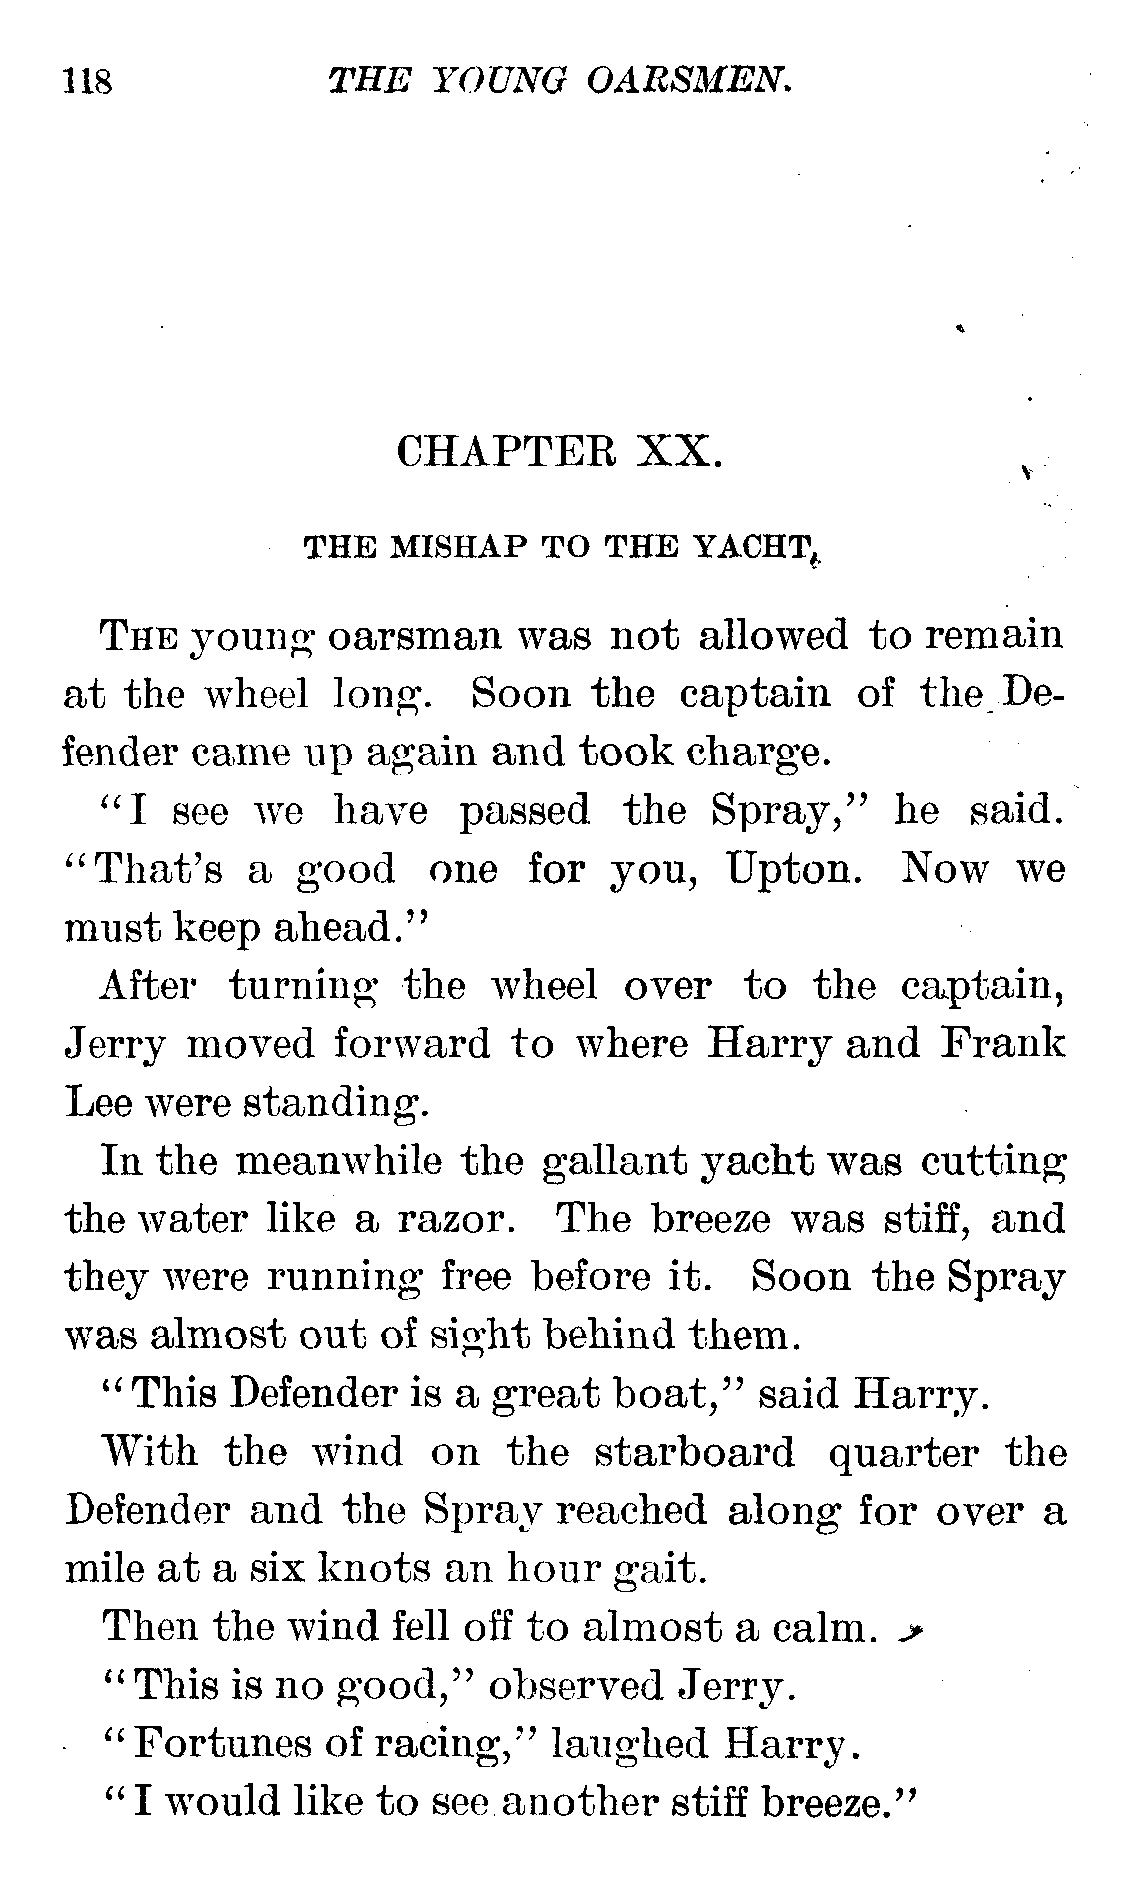 118 THE YOUNG OARSMEN.
CHAPTER XX.
THE MISHAP TO THE YACHT.
THE young oarsman was not allowed to remain
at the wheel long. Soon the captain of the De-
fender came up again and took charge.
"I see we have passed the Spray," he said.
"That's a good one for you, Upton. Now we
must keep ahead."
After turning the wheel over to the captain,
Jerry moved forward to where Harry and Frank
Lee were standing.
In the meanwhile the gallant yacht was cutting
the water like a razor. The breeze was stiff, and
they were running free before it. Soon the Spray
was almost out of sight behind them.
"This Defender is a great boat," said Harry.
With the wind on the starboard quarter the
Defender and the Spray reached along for over a
mile at a six knots an hour gait.
Then the wind fell off to almost a calm.
"This is no good," observed Jerry.
"Fortunes of racing," laughed Harry.
"I would like to see another stiff breeze."